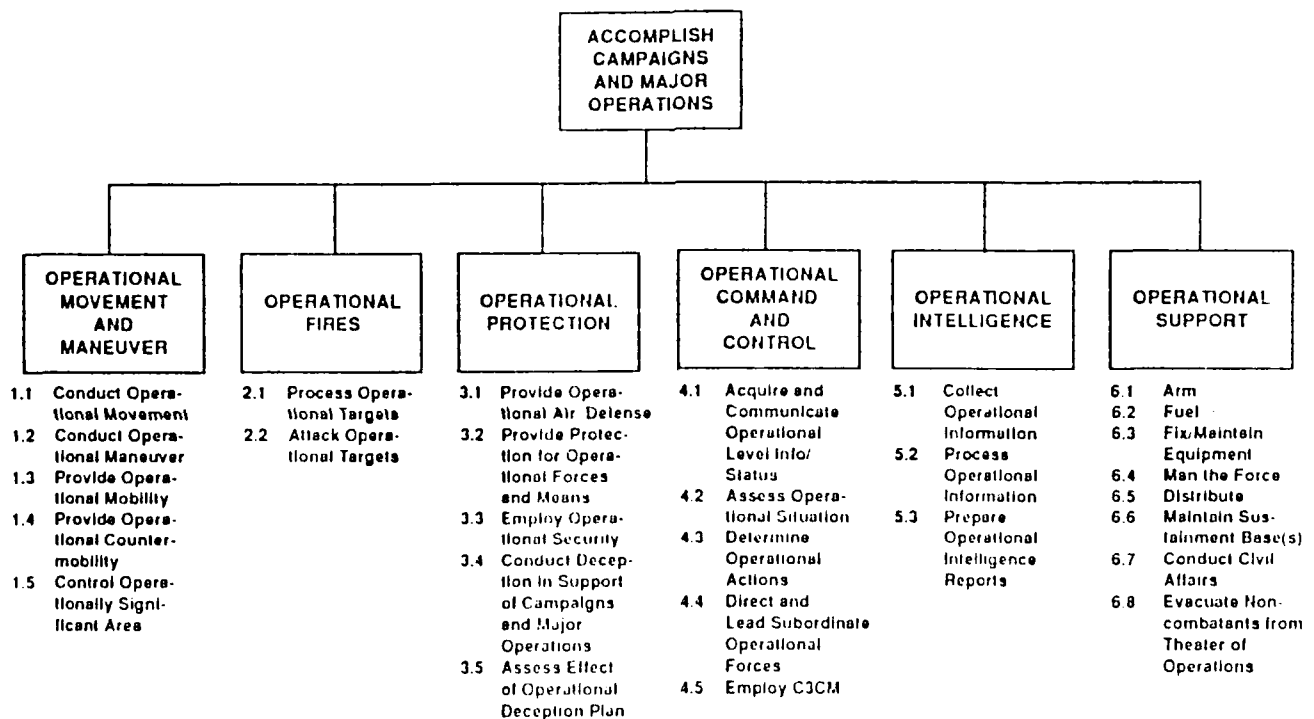 ACCOMPLISH
CAMPAIGNS
AND MAJOR
OPERATIONS
OPERATIONAL
MOVEMENT
AND
MANEUVER
1.1 Conduct Opera-
tional Movement
1.2 Conduct Opera-
tional Maneuver
1.3 Provide Opera-
tional Mobility
1.4 Provide Opera-
tional Counter-
mobility
1.5 Control Opera-
tionally Signi-
ficant Area
OPERATIONAL
FIRES
2.1 Process Opera-
tional Targets
2.2 Attack Opera-
tional Targets
OPERATIONAL
PROTECTION
3.1 Provide Opera-
tional Air Defense
3.2 Provide Protec-
tion for Opera-
tional Forces
and Means
3.3 Employ Opera-
tional Security
3.4 Conduct Decep-
tion in Support
of Campaigns
and Major
Operations
3.5 Assess Effect
of Operational
Deception Plan
OPERATIONAL
COMMAND
AND
CONTROL
4.1 Acquire and
Communicate
Operational
Level Info/
Status
4.2 Assess Opera-
tional Situation
4.3 Determine
Operational
Actions
4.4 Direct and
Lead Subordinate
Operational
Forces
4.5 Employ C3CM
OPERATIONAL
INTELLIGENCE
5.1 Collect
Operational
Information
5.2 Process
Operational
Information
5.3 Prepare
Operational
Intelligence
Reports
OPERATIONAL
SUPPORT
6.1 Arm
6.2 Fuel
6.3 Fix/Maintain
Equipment
6.4 Man the Force
6.5 Distribute
6.6 Maintain Sus-
tainment Base(s)
6.7 Conduct Civil
Affairs
6.8 Evacuate Non-
combatants from
Theater of
Operations